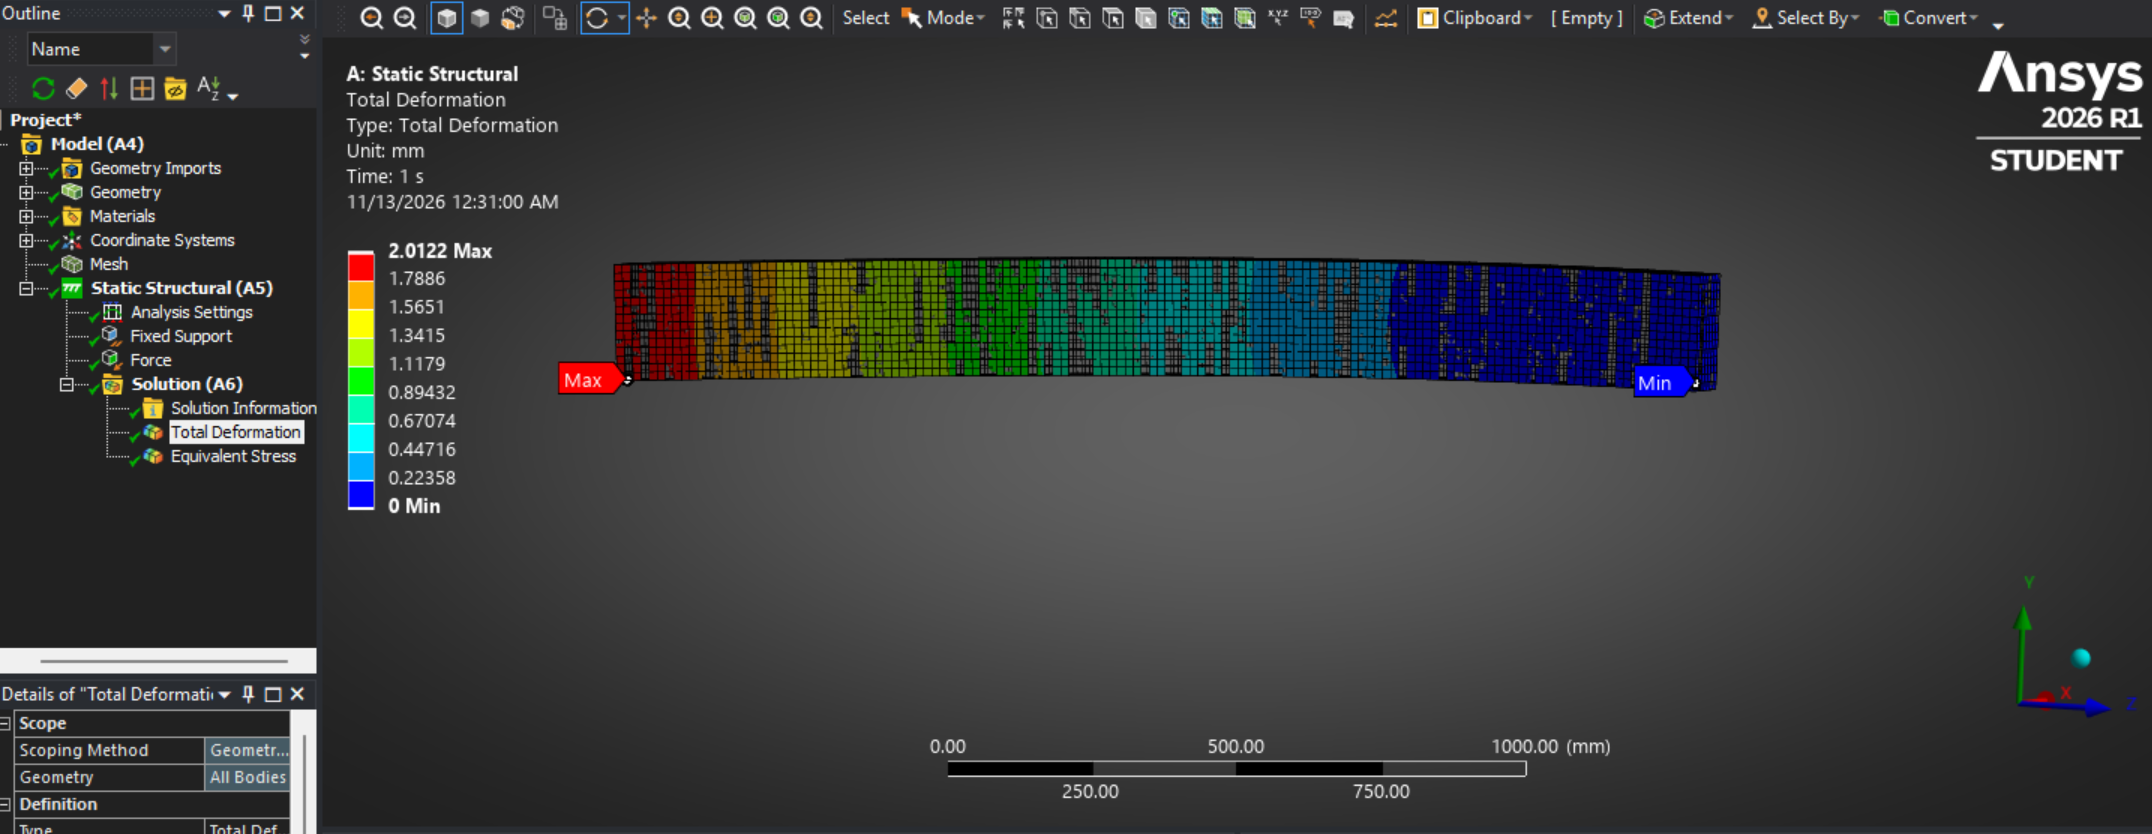 Outline
Name
Project*
Model (A4)
Geometry Imports
Geometry
Materials
Coordinate Systems
Mesh
Static Structural (A5)
Analysis Settings
Fixed Support
Force
Solution (A6)
Solution Information
Total Deformation
Equivalent Stress
Details of "Total Deformati
Scope
Scoping Method Geometr...
Geometry All Bodies
Definition
Type Total Def
Select Mode Clipboard [ Empty ] Extend Select By Convert
A: Static Structural
Total Deformation
Type: Total Deformation
Unit: mm
Time: 1 s
11/13/2026 12:31:00 AM
2.0122 Max
1.7886
1.5651
1.3415
1.1179
0.89432
0.67074
0.44716
0.22358
0 Min
Max
Min
Ansys
2026 R1
STUDENT
Y
X
Z
0.00 500.00 1000.00 (mm)
250.00 750.00